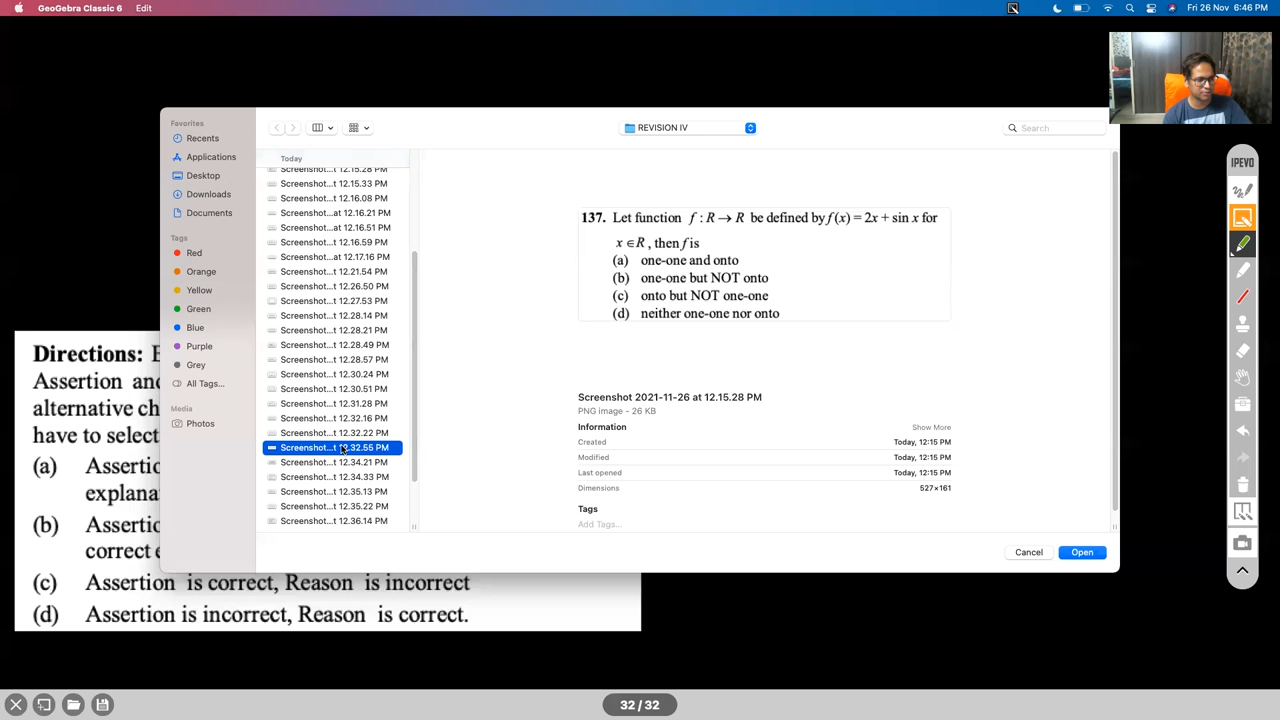 GeoGebra Classic 6 Edit
Fri 26 Nov 6:46 PM
Favorites
Recents
Applications
Desktop
Downloads
Documents
Tags
Red
Orange
Yellow
Green
Blue
Purple
Grey
All Tags...
Media
Photos
REVISION IV
Search
Today
Screenshot...t 12.15.28 PM
Screenshot...t 12.15.33 PM
Screenshot...t 12.16.08 PM
Screenshot...at 12.16.21 PM
Screenshot...at 12.16.51 PM
Screenshot...t 12.16.59 PM
Screenshot...at 12.17.16 PM
Screenshot...t 12.21.54 PM
Screenshot...t 12.26.50 PM
Screenshot...t 12.27.53 PM
Screenshot...t 12.28.14 PM
Screenshot...t 12.28.21 PM
Screenshot...t 12.28.49 PM
Screenshot...t 12.28.57 PM
Screenshot...t 12.30.24 PM
Screenshot...t 12.30.51 PM
Screenshot...t 12.31.28 PM
Screenshot...t 12.32.16 PM
Screenshot...t 12.32.22 PM
Screenshot...t 12.32.55 PM
Screenshot...t 12.34.21 PM
Screenshot...t 12.34.33 PM
Screenshot...t 12.35.13 PM
Screenshot...t 12.35.22 PM
Screenshot...t 12.36.14 PM
137. Let function f : R → R be defined by f(x) = 2x + sin x for
x ∈ R , then f is
(a) one-one and onto
(b) one-one but NOT onto
(c) onto but NOT one-one
(d) neither one-one nor onto
Screenshot 2021-11-26 at 12.15.28 PM
PNG image - 26 KB
Information Show More
Created Today, 12:15 PM
Modified Today, 12:15 PM
Last opened Today, 12:15 PM
Dimensions 527×161
Tags
Add Tags...
Cancel Open
Directions:
Assertion
alternative
have to select
(a)
(b)
correct
(c) Assertion is correct, Reason is incorrect
(d) Assertion is incorrect, Reason is correct.
IPEVO
32 / 32